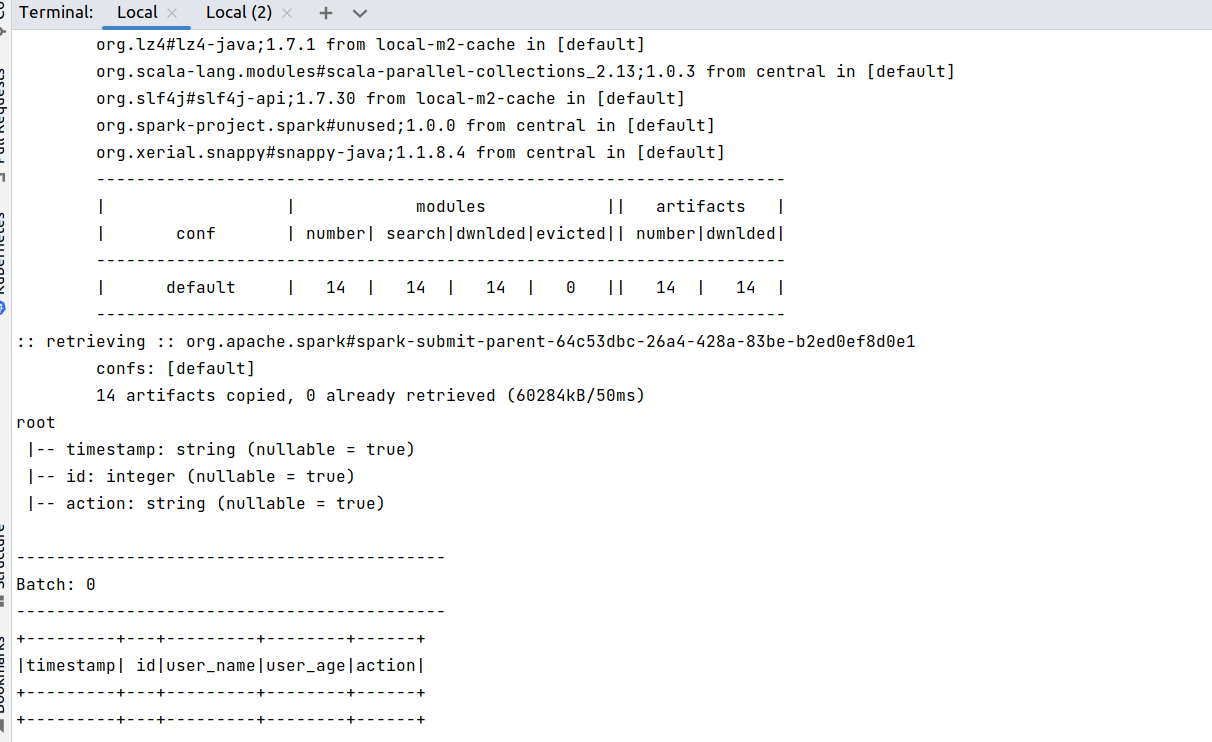 Terminal: Local × Local (2) × +
org.lz4#lz4-java;1.7.1 from local-m2-cache in [default]
org.scala-lang.modules#scala-parallel-collections_2.13;1.0.3 from central in [default]
org.slf4j#slf4j-api;1.7.30 from local-m2-cache in [default]
org.spark-project.spark#unused;1.0.0 from central in [default]
org.xerial.snappy#snappy-java;1.1.8.4 from central in [default]
---------------------------------------------------------------------
|                  |            modules            ||   artifacts   |
|       conf       | number| search|dwnlded|evicted|| number|dwnlded|
---------------------------------------------------------------------
|      default     |   14  |   14  |   14  |   0   ||   14  |   14  |
---------------------------------------------------------------------
:: retrieving :: org.apache.spark#spark-submit-parent-64c53dbc-26a4-428a-83be-b2ed0ef8d0e1
confs: [default]
14 artifacts copied, 0 already retrieved (60284kB/50ms)
root
 |-- timestamp: string (nullable = true)
 |-- id: integer (nullable = true)
 |-- action: string (nullable = true)
-------------------------------------------
Batch: 0
-------------------------------------------
+---------+---+---------+--------+------+
|timestamp| id|user_name|user_age|action|
+---------+---+---------+--------+------+
+---------+---+---------+--------+------+
Kubernetes
Structure
Bookmarks